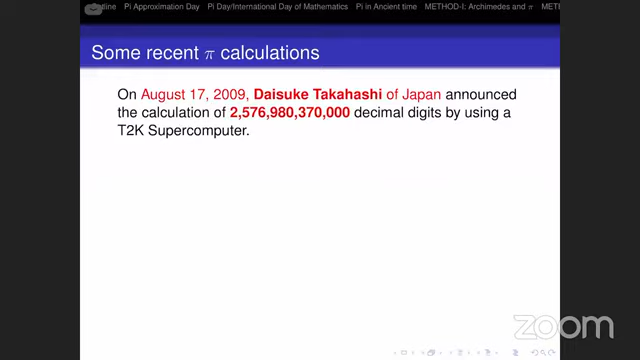 Outline Pi Approximation Day Pi Day/International Day of Mathematics Pi in Ancient time METHOD-I: Archimedes and π
Some recent π calculations
On August 17, 2009, Daisuke Takahashi of Japan announced
the calculation of 2,576,980,370,000 decimal digits by using a
T2K Supercomputer.
zoom